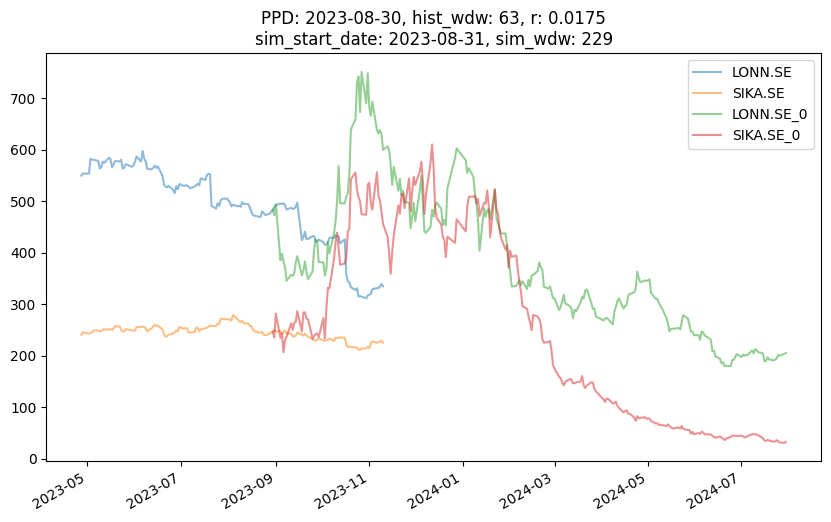 PPD: 2023-08-30, hist_wdw: 63, r: 0.0175
sim_start_date: 2023-08-31, sim_wdw: 229
LONN.SE
SIKA.SE
LONN.SE_0
SIKA.SE_0
700
600
500
400
300
200
100
0
2023-05
2023-07
2023-09
2023-11
2024-01
2024-03
2024-05
2024-07